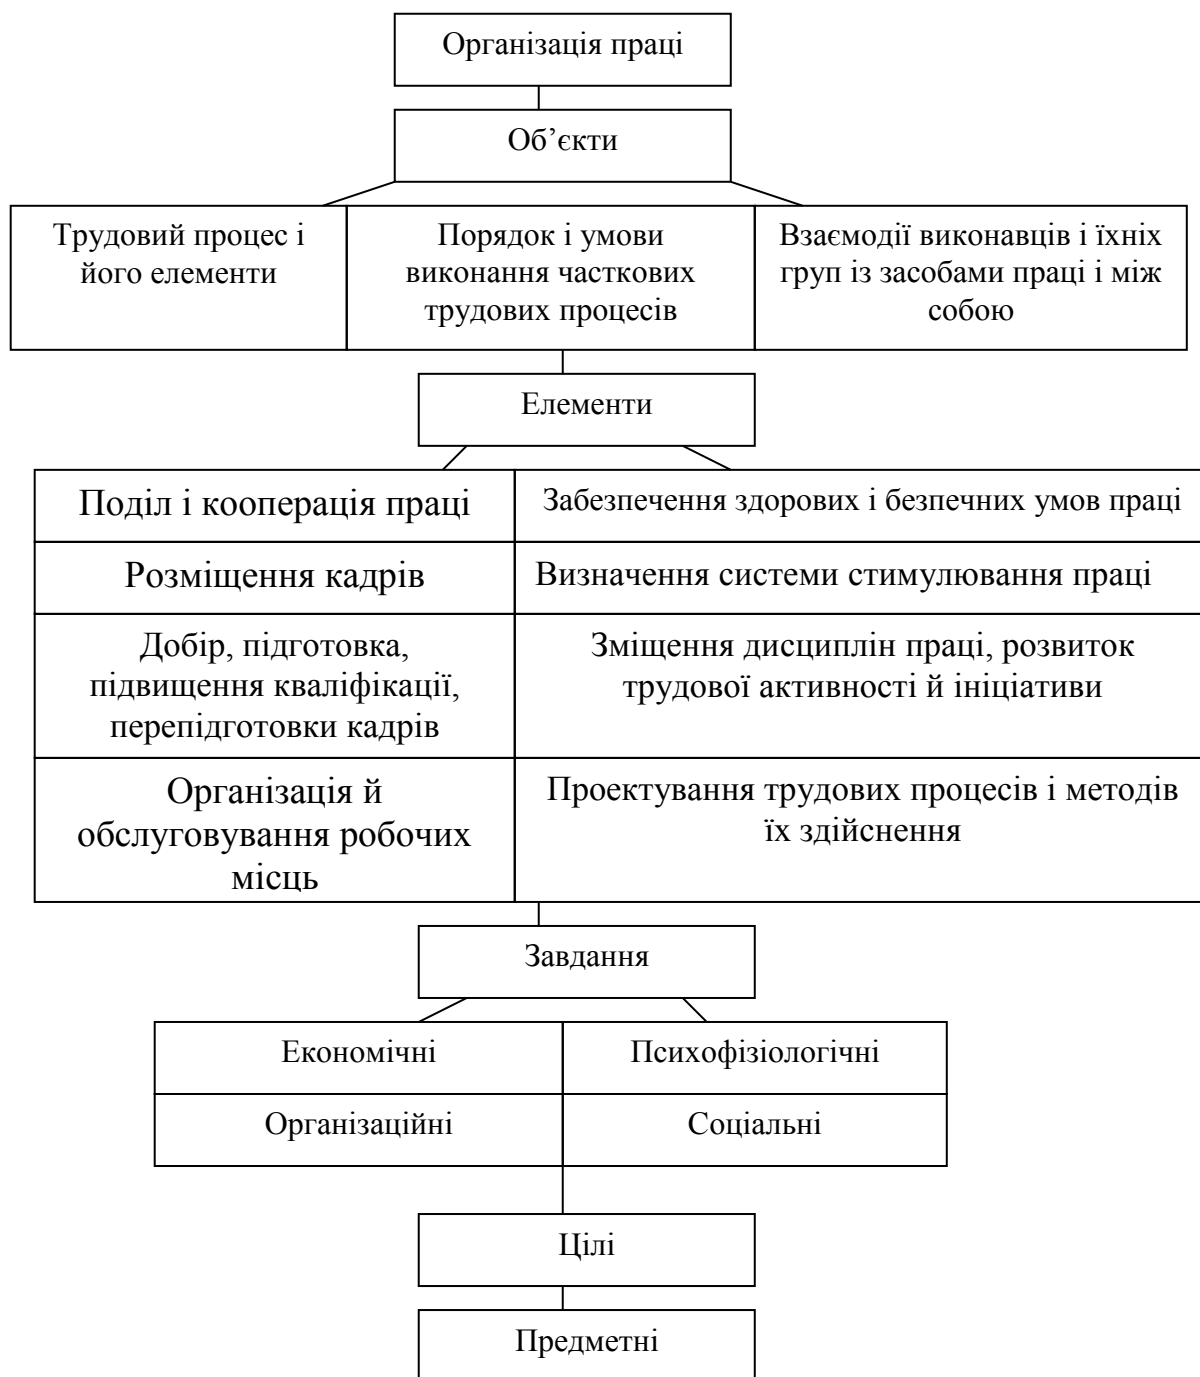 Організація праці
Об’єкти
Трудовий процес і
його елементи
Порядок і умови
виконання часткових
трудових процесів
Взаємодії виконавців і їхніх
груп із засобами праці і між
собою
Елементи
Поділ і кооперація праці
Забезпечення здорових і безпечних умов праці
Розміщення кадрів
Визначення системи стимулювання праці
Добір, підготовка,
підвищення кваліфікації,
перепідготовки кадрів
Зміщення дисциплін праці, розвиток
трудової активності й ініціативи
Організація й
обслуговування робочих
місць
Проектування трудових процесів і методів
їх здійснення
Завдання
Економічні
Психофізіологічні
Організаційні
Соціальні
Цілі
Предметні